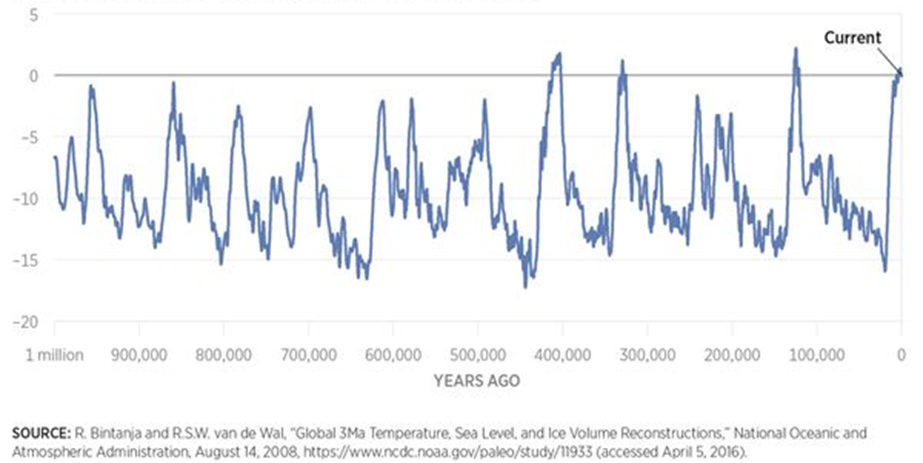 5
Current
0
−5
−10
−15
−20
1 million 900,000 800,000 700,000 600,000 500,000 400,000 300,000 200,000 100,000 0
YEARS AGO
SOURCE: R. Bintanja and R.S.W. van de Wal, "Global 3Ma Temperature, Sea Level, and Ice Volume Reconstructions," National Oceanic and
Atmospheric Administration, August 14, 2008, https://www.ncdc.noaa.gov/paleo/study/11933 (accessed April 5, 2016).